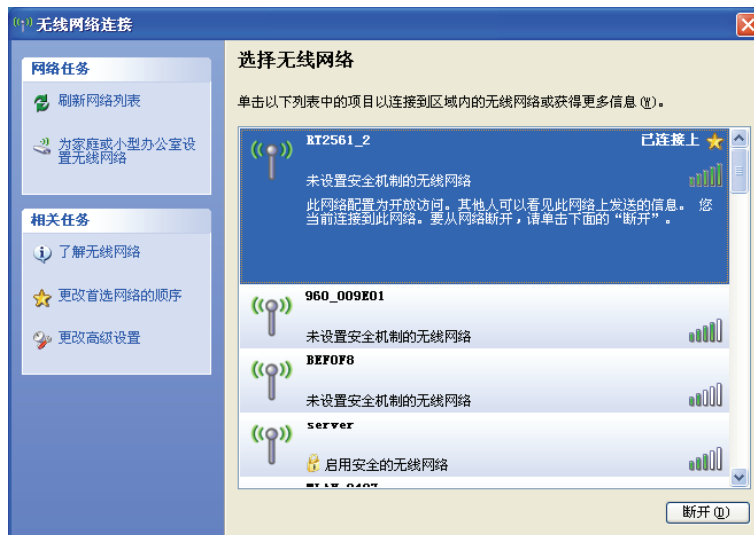 无线网络连接
网络任务
刷新网络列表
为家庭或小型办公室设
置无线网络
相关任务
了解无线网络
更改首选网络的顺序
更改高级设置
选择无线网络
单击以下列表中的项目以连接到区域内的无线网络或获得更多信息(W)。
RT2561_2
已连接上
未设置安全机制的无线网络
此网络配置为开放访问。其他人可以看见此网络上发送的信息。 您
当前连接到此网络。要从网络断开，请单击下面的“断开”。
960_009E01
未设置安全机制的无线网络
BEF0F8
未设置安全机制的无线网络
server
启用安全的无线网络
断开(D)